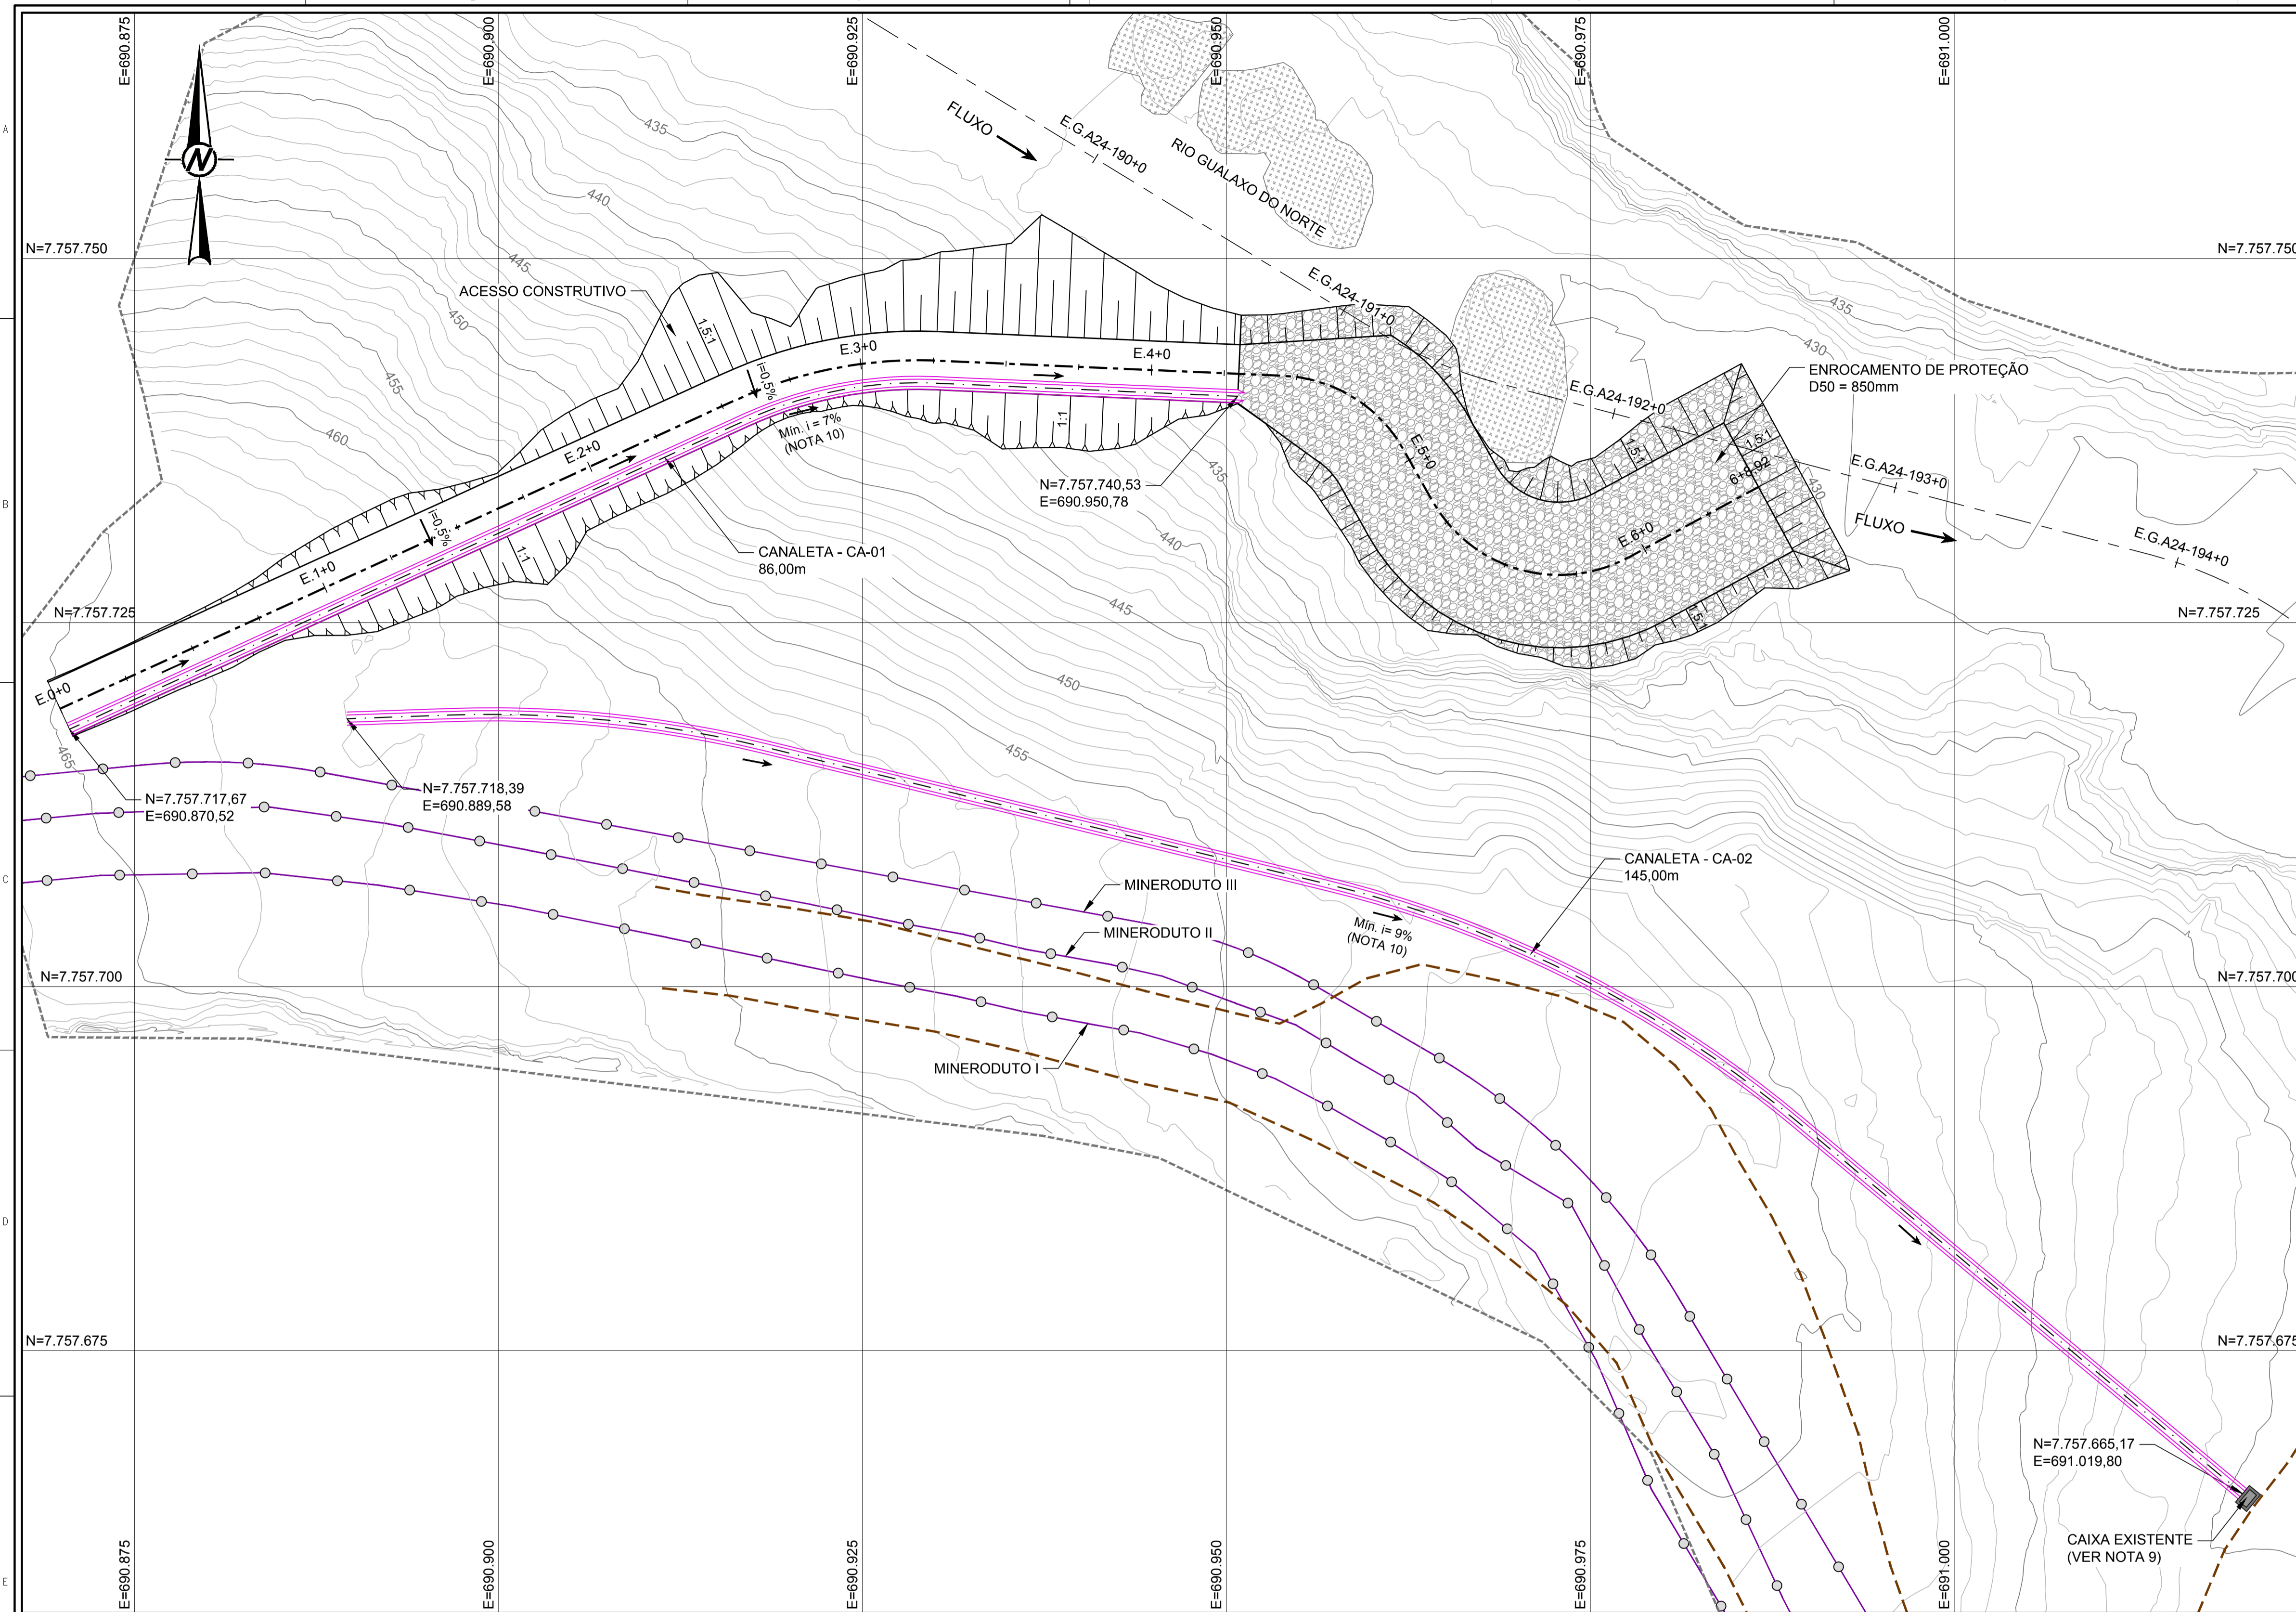 E=690.875
E=690.900
E=690.925
E=690.950
E=690.975
E=691.000
A
N
435
FLUXO
E.G.A24-190+0
RIO GUALAXO DO NORTE
440
N=7.757.750
N=7.757.750
445
ACESSO CONSTRUTIVO
E.G.A24-191+0
435
450
1,5:1
E.3+0
E.4+0
430
ENROCAMENTO DE PROTEÇÃO
D50 = 850mm
455
i=0,5%
E.G.A24-192+0
460
Mín. i = 7%
(NOTA 10)
1:1
E.2+0
E.5+0
1,5:1
1,5:1
435
6+8.92
E.G.A24-193+0
430
B
N=7.757.740,53
E=690.950,78
i=0,5%
FLUXO
440
E.6+0
E.G.A24-194+0
CANALETA - CA-01
86,00m
1:1
E.1+0
445
N=7.757.725
N=7.757.725
1,5:1
E.0+0
450
465
455
N=7.757.718,39
E=690.889,58
N=7.757.717,67
E=690.870,52
C
CANALETA - CA-02
145,00m
MINERODUTO III
MINERODUTO II
Mín. i= 9%
(NOTA 10)
N=7.757.700
N=7.757.700
MINERODUTO I
D
N=7.757.675
N=7.757.675
N=7.757.665,17
E=691.019,80
CAIXA EXISTENTE
(VER NOTA 9)
E
E=690.875
E=690.900
E=690.925
E=690.950
E=690.975
E=691.000